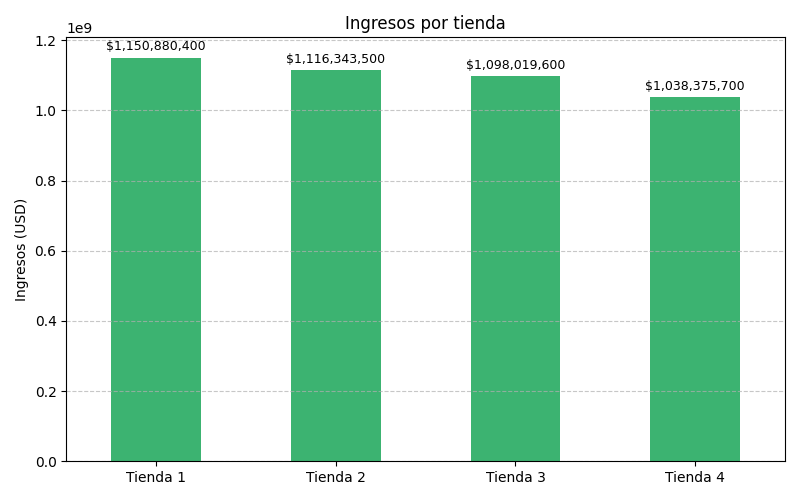 Ingresos por tienda
1e9
$1,150,880,400
$1,116,343,500
$1,098,019,600
$1,038,375,700
1.2
1.0
0.8
0.6
0.4
0.2
0.0
Ingresos (USD)
Tienda 1
Tienda 2
Tienda 3
Tienda 4